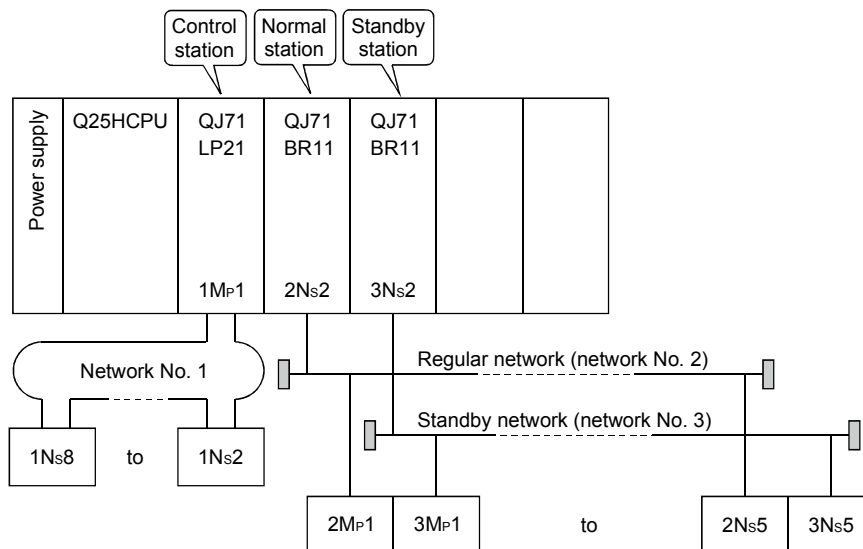 Control
station
Normal
station
Standby
station
Power supply
Q25HCPU
QJ71
LP21
QJ71
BR11
QJ71
BR11
1MP1
2NS2
3NS2
Network No. 1
Regular network (network No. 2)
Standby network (network No. 3)
1NS8
to
1NS2
2MP1
3MP1
to
2NS5
3NS5